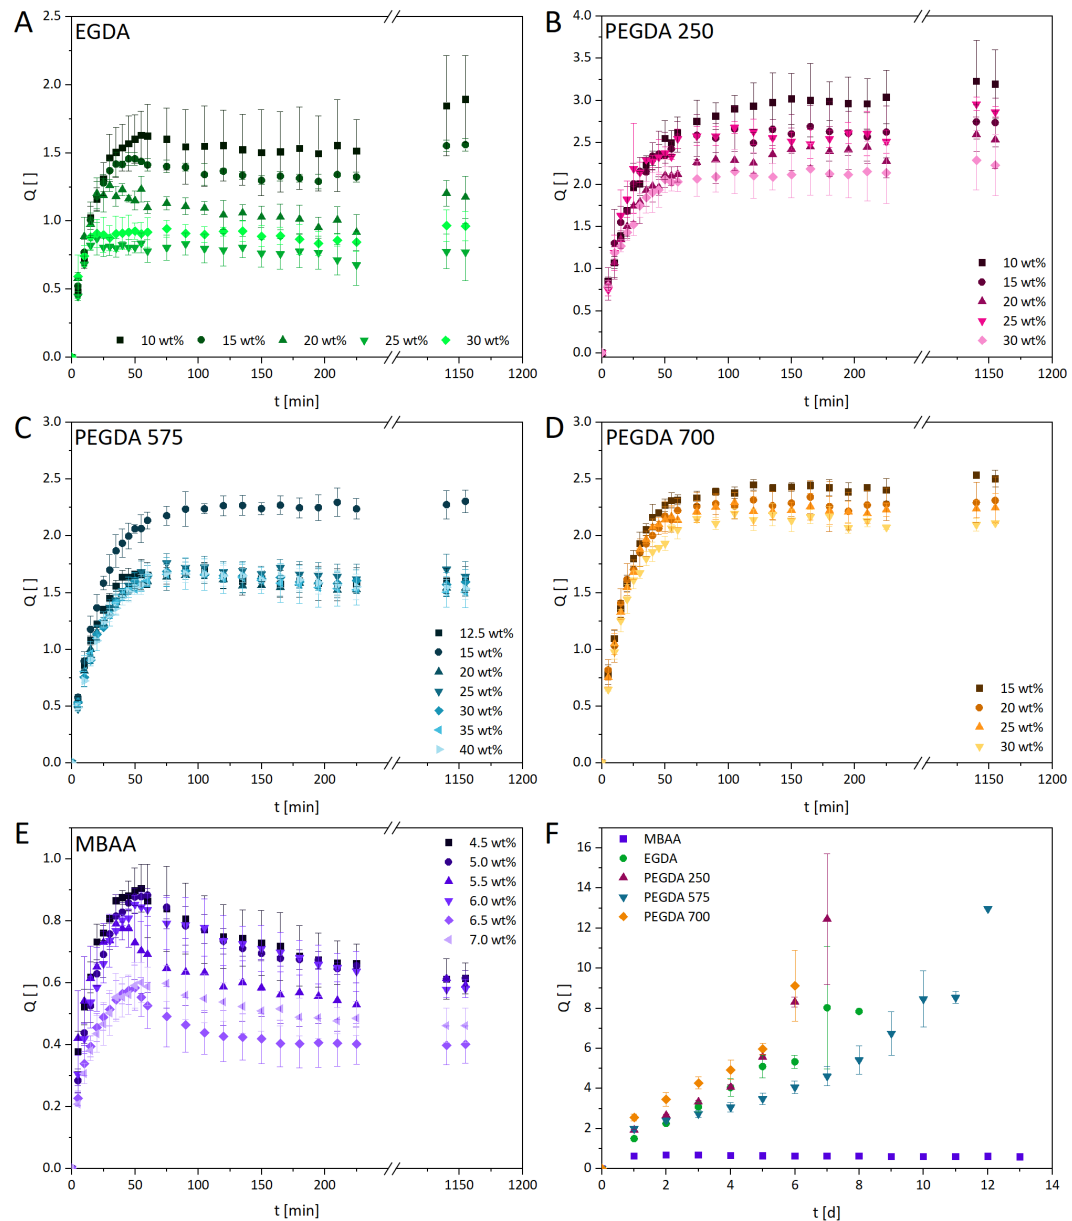 A
EGDA
2.5
2.0
1.5
1.0
0.5
0.0
Q [ ]
10 wt% 15 wt% 20 wt% 25 wt% 30 wt%
0 50 100 150 200 1150 1200
t [min]
B
PEGDA 250
4.0
3.5
3.0
2.5
2.0
1.5
1.0
0.5
0.0
Q [ ]
10 wt%
15 wt%
20 wt%
25 wt%
30 wt%
0 50 100 150 200 1150 1200
t [min]
C
PEGDA 575
3.0
2.5
2.0
1.5
1.0
0.5
0.0
Q [ ]
12.5 wt%
15 wt%
20 wt%
25 wt%
30 wt%
35 wt%
40 wt%
0 50 100 150 200 1150 1200
t [min]
D
PEGDA 700
3.0
2.5
2.0
1.5
1.0
0.5
0.0
Q [ ]
15 wt%
20 wt%
25 wt%
30 wt%
0 50 100 150 200 1150 1200
t [min]
E
MBAA
1.0
0.8
0.6
0.4
0.2
0.0
Q [ ]
4.5 wt%
5.0 wt%
5.5 wt%
6.0 wt%
6.5 wt%
7.0 wt%
0 50 100 150 200 1150 1200
t [min]
F
16
14
12
10
8
6
4
2
0
Q [ ]
MBAA
EGDA
PEGDA 250
PEGDA 575
PEGDA 700
0 2 4 6 8 10 12 14
t [d]